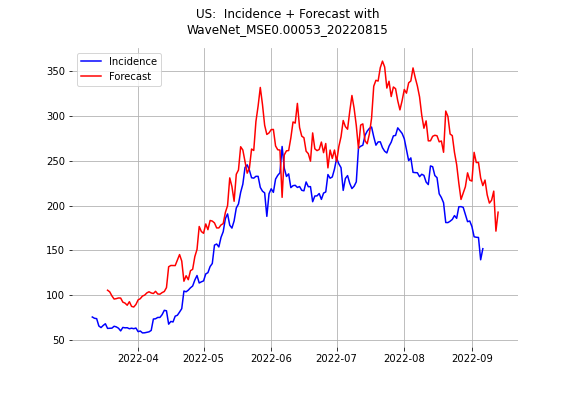 US:  Incidence + Forecast with
WaveNet_MSE0.00053_20220815
Incidence
Forecast
350
300
250
200
150
100
50
2022-04 2022-05 2022-06 2022-07 2022-08 2022-09